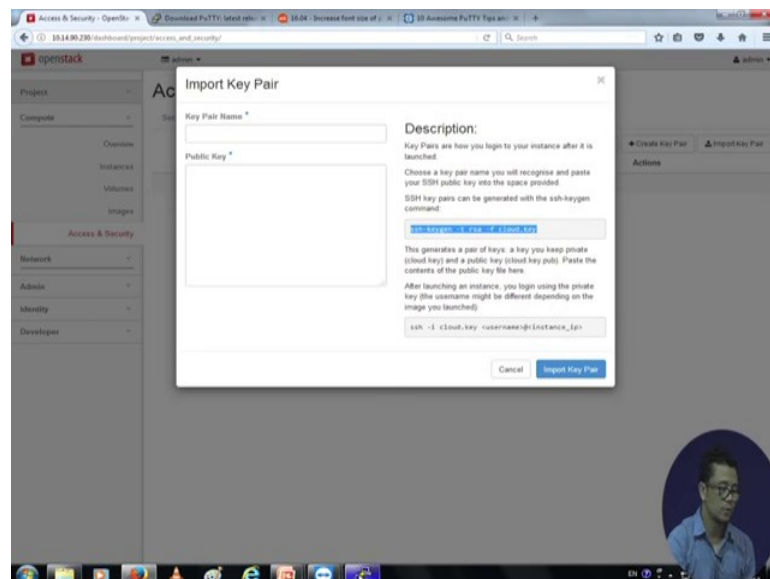 Access & Security - OpenSta
Download PuTTY: latest rele
16.04 - Increase font size of
10 Awesome PuTTY Tips an
10.14.90.230/dashboard/project/access_and_security/
Search
openstack
admin
admin
Project
Compute
Overview
Instances
Volumes
Images
Access & Security
Network
Admin
Identity
Developer
Ac
Create Key Pair
Import Key Pair
Actions
Import Key Pair
Key Pair Name *
Public Key *
Description:
Key Pairs are how you login to your instance after it is
launched.
Choose a key pair name you will recognise and paste
your SSH public key into the space provided.
SSH key pairs can be generated with the ssh-keygen
command:
ssh-keygen -t rsa -f cloud.key
This generates a pair of keys: a key you keep private
(cloud.key) and a public key (cloud.key.pub). Paste the
contents of the public key file here.
After launching an instance, you login using the private
key (the username might be different depending on the
image you launched):
ssh -i cloud.key <username>@<instance_ip>
Cancel
Import Key Pair
EN